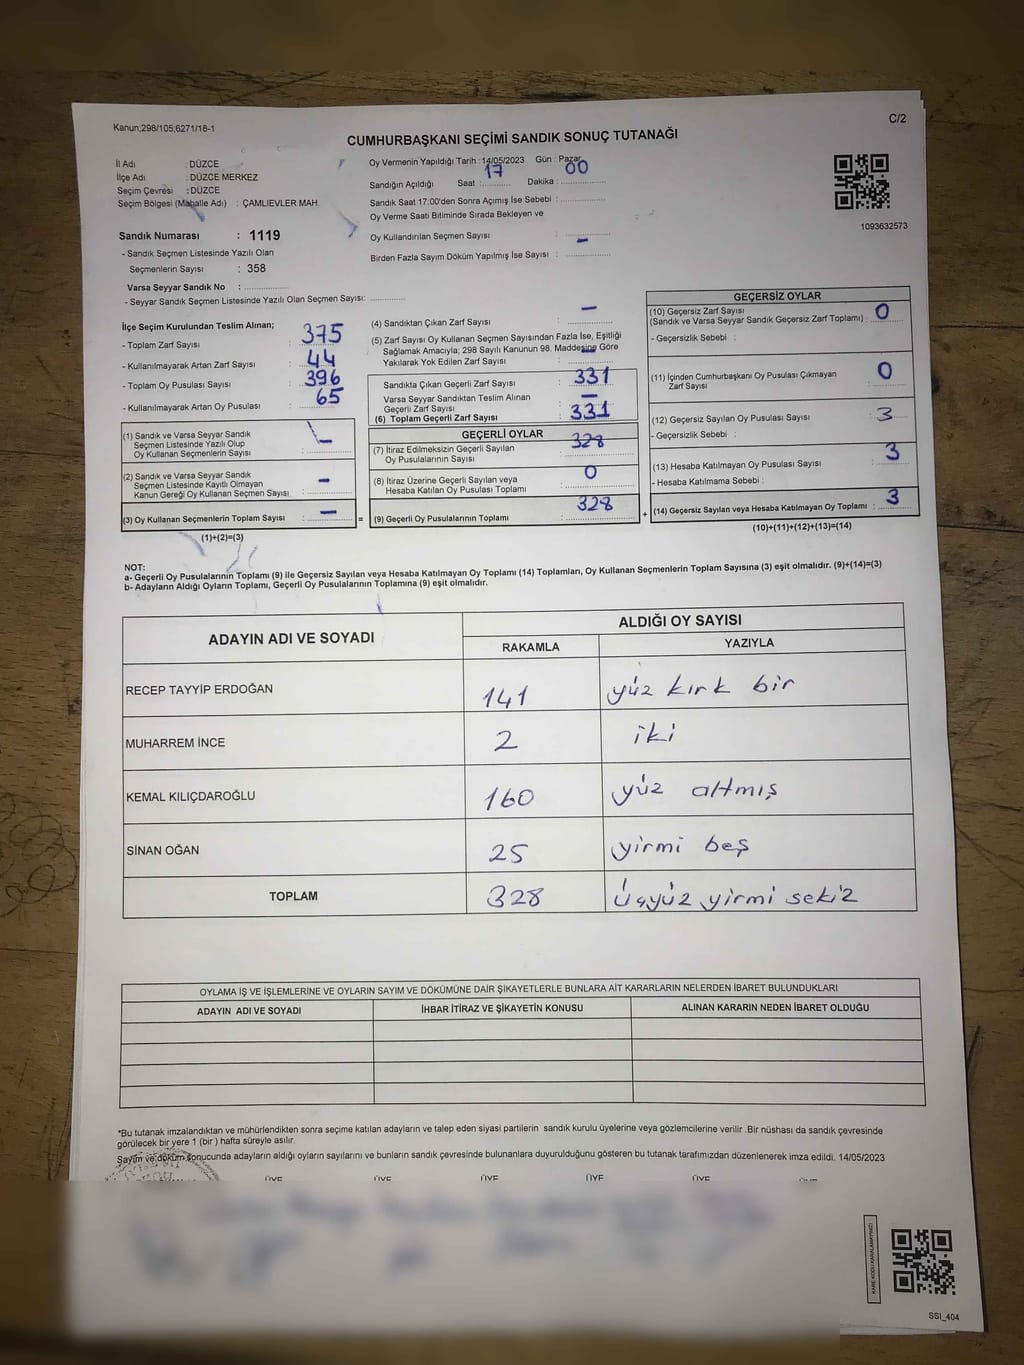 Kanun;298/105;6271/18-1
C/2
CUMHURBAŞKANI SEÇİMİ SANDIK SONUÇ TUTANAĞI
İl Adı : DÜZCE
İlçe Adı : DÜZCE MERKEZ
Seçim Çevresi : DÜZCE
Seçim Bölgesi (Mahalle Adı) : ÇAMLIEVLER MAH.
Sandık Numarası : 1119
- Sandık Seçmen Listesinde Yazılı Olan
Seçmenlerin Sayısı : 358
Varsa Seyyar Sandık No :
- Seyyar Sandık Seçmen Listesinde Yazılı Olan Seçmen Sayısı:
Oy Vermenin Yapıldığı Tarih : 14/05/2023 Gün : Pazar
Sandığın Açıldığı Saat : 17 Dakika : 00
Sandık Saat 17:00'den Sonra Açımış İse Sebebi :
Oy Verme Saati Bitiminde Sırada Bekleyen ve
Oy Kullandırılan Seçmen Sayısı :
Birden Fazla Sayım Döküm Yapılmış İse Sayısı : –
1093632573
İlçe Seçim Kurulundan Teslim Alınan;
- Toplam Zarf Sayısı : 375
- Kullanılmayarak Artan Zarf Sayısı : 44
- Toplam Oy Pusulası Sayısı : 396
- Kullanılmayarak Artan Oy Pusulası : 65
(1) Sandık ve Varsa Seyyar Sandık
Seçmen Listesinde Yazılı Olup
Oy Kullanan Seçmenlerin Sayısı : –
(2) Sandık ve Varsa Seyyar Sandık
Seçmen Listesinde Kayıtlı Olmayan
Kanun Gereği Oy Kullanan Seçmen Sayısı : –
(3) Oy Kullanan Seçmenlerin Toplam Sayısı : – =
(1)+(2)=(3)
(4) Sandıktan Çıkan Zarf Sayısı : –
(5) Zarf Sayısı Oy Kullanan Seçmen Sayısından Fazla İse, Eşitliği
Sağlamak Amacıyla; 298 Sayılı Kanunun 98. Maddesine Göre
Yakılarak Yok Edilen Zarf Sayısı : –
Sandıkta Çıkan Geçerli Zarf Sayısı : 331
Varsa Seyyar Sandıktan Teslim Alınan
Geçerli Zarf Sayısı : –
(6) Toplam Geçerli Zarf Sayısı : 331
GEÇERLİ OYLAR
(7) İtiraz Edilmeksizin Geçerli Sayılan
Oy Pusulalarının Sayısı : 328
(8) İtiraz Üzerine Geçerli Sayılan veya
Hesaba Katılan Oy Pusulası Toplamı : 0
(9) Geçerli Oy Pusulalarının Toplamı : 328 +
GEÇERSİZ OYLAR
(10) Geçersiz Zarf Sayısı
(Sandık ve Varsa Seyyar Sandık Geçersiz Zarf Toplamı) : 0
- Geçersizlik Sebebi :
(11) İçinden Cumhurbaşkanı Oy Pusulası Çıkmayan
Zarf Sayısı : 0
(12) Geçersiz Sayılan Oy Pusulası Sayısı : 3
- Geçersizlik Sebebi :
(13) Hesaba Katılmayan Oy Pusulası Sayısı : 3
- Hesaba Katılmama Sebebi :
(14) Geçersiz Sayılan veya Hesaba Katılmayan Oy Toplamı : 3
(10)+(11)+(12)+(13)=(14)
NOT:
a- Geçerli Oy Pusulalarının Toplamı (9) ile Geçersiz Sayılan veya Hesaba Katılmayan Oy Toplamı (14) Toplamları, Oy Kullanan Seçmenlerin Toplam Sayısına (3) eşit olmalıdır. (9)+(14)=(3)
b- Adayların Aldığı Oyların Toplamı, Geçerli Oy Pusulalarının Toplamına (9) eşit olmalıdır.
ADAYIN ADI VE SOYADI ALDIĞI OY SAYISI
RAKAMLA YAZIYLA
RECEP TAYYİP ERDOĞAN 141 yüz kırk bir
MUHARREM İNCE 2 iki
KEMAL KILIÇDAROĞLU 160 yüz altmış
SİNAN OĞAN 25 yirmi beş
TOPLAM 328 Üçyüz yirmi sekiz
OYLAMA İŞ VE İŞLEMLERİNE VE OYLARIN SAYIM VE DÖKÜMÜNE DAİR ŞİKAYETLERLE BUNLARA AİT KARARLARIN NELERDEN İBARET BULUNDUKLARI
ADAYIN ADI VE SOYADI İHBAR İTİRAZ VE ŞİKAYETİN KONUSU ALINAN KARARIN NEDEN İBARET OLDUĞU
*Bu tutanak imzalandıktan ve mühürlendikten sonra seçime katılan adayların ve talep eden siyasi partilerin sandık kurulu üyelerine veya gözlemcilerine verilir .Bir nüshası da sandık çevresinde
görülecek bir yere 1 (bir ) hafta süreyle asılır.
Sayım ve döküm sonucunda adayların aldığı oyların sayılarını ve bunların sandık çevresinde bulunanlara duyurulduğunu gösteren bu tutanak tarafımızdan düzenlenerek imza edildi. 14/05/2023
ÜYE ÜYE ÜYE ÜYE ÜYE ÜYE
KARE KODU KARALAMAYINIZ!
SSI_404